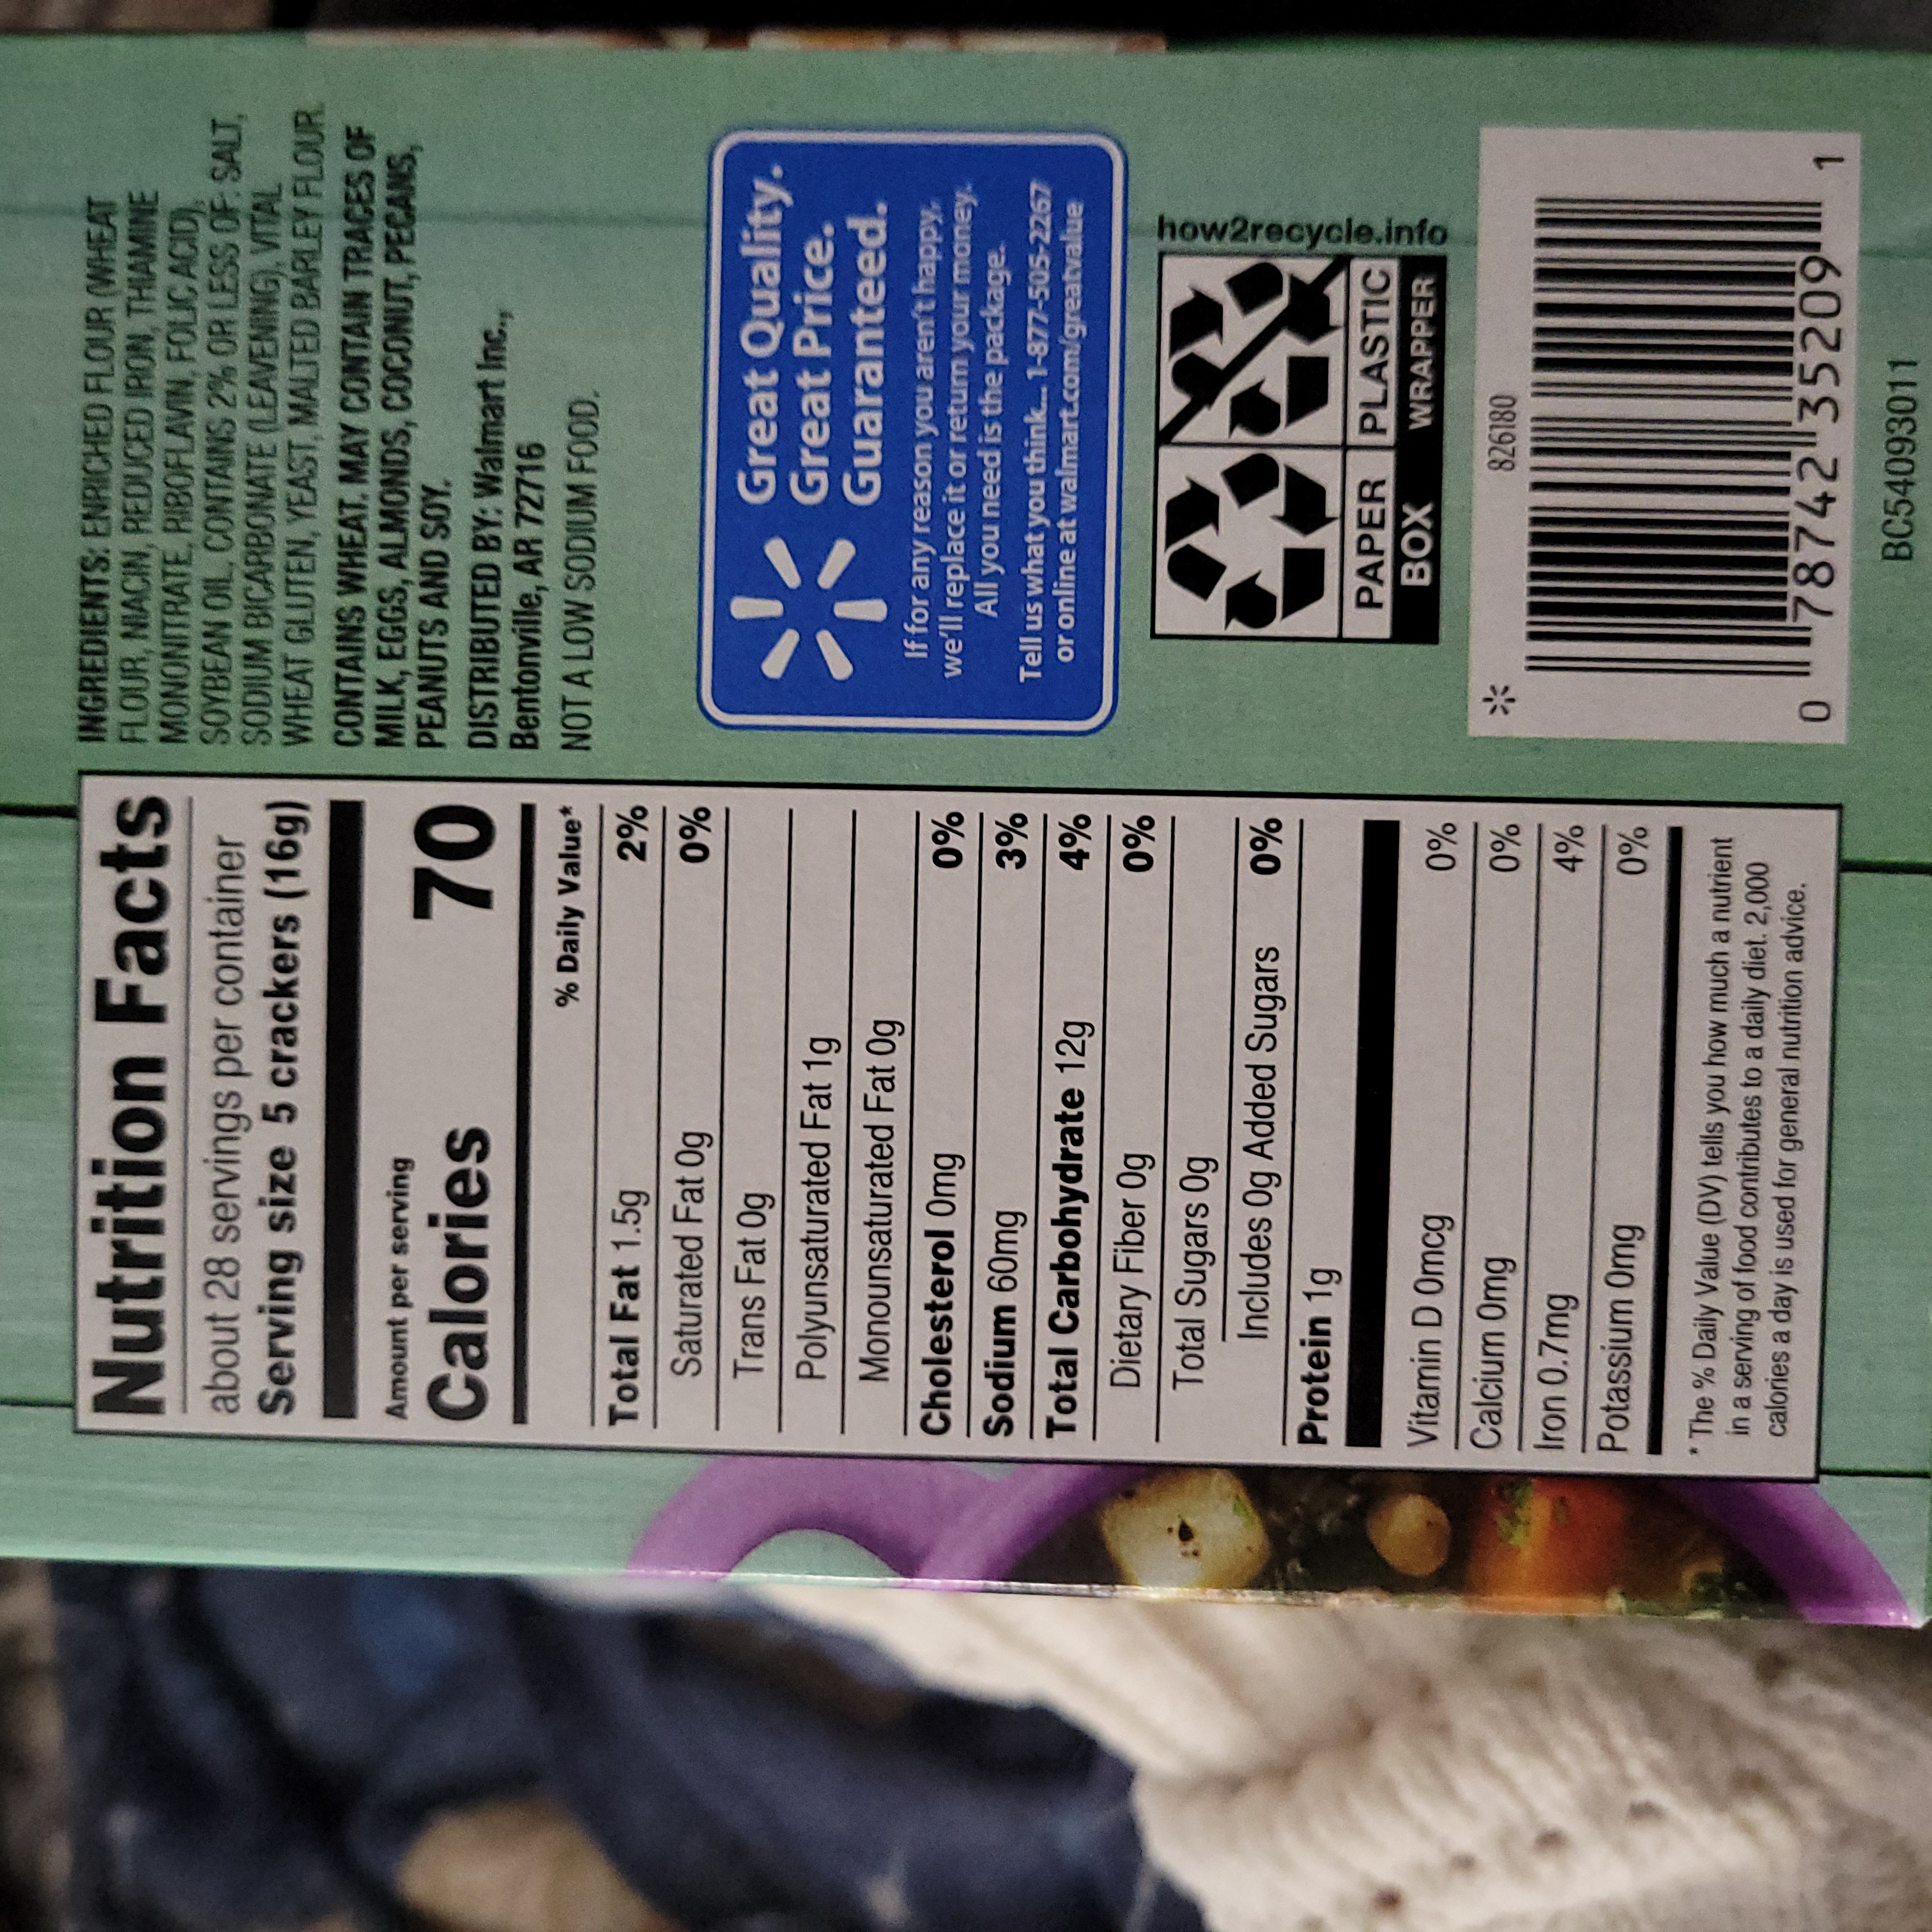 Nutrition Facts
about 28 servings per container
Serving size 5 crackers (16g)
Amount per serving
Calories 70
% Daily Value*
Total Fat 1.5g 2%
Saturated Fat 0g 0%
Trans Fat 0g
Polyunsaturated Fat 1g
Monounsaturated Fat 0g
Cholesterol 0mg 0%
Sodium 60mg 3%
Total Carbohydrate 12g 4%
Dietary Fiber 0g 0%
Total Sugars 0g
Includes 0g Added Sugars 0%
Protein 1g
Vitamin D 0mcg 0%
Calcium 0mg 0%
Iron 0.7mg 4%
Potassium 0mg 0%
* The % Daily Value (DV) tells you how much a nutrient
in a serving of food contributes to a daily diet. 2,000
calories a day is used for general nutrition advice.
INGREDIENTS: ENRICHED FLOUR (WHEAT
FLOUR, NIACIN, REDUCED IRON, THIAMINE
MONONITRATE, RIBOFLAVIN, FOLIC ACID),
SOYBEAN OIL, CONTAINS 2% OR LESS OF: SALT,
SODIUM BICARBONATE (LEAVENING), VITAL
WHEAT GLUTEN, YEAST, MALTED BARLEY FLOUR.
CONTAINS WHEAT. MAY CONTAIN TRACES OF
MILK, EGGS, ALMONDS, COCONUT, PECANS,
PEANUTS AND SOY.
DISTRIBUTED BY: Walmart Inc.,
Bentonville, AR 72716
NOT A LOW SODIUM FOOD.
Great Quality.
Great Price.
Guaranteed.
If for any reason you aren't happy,
we'll replace it or return your money.
All you need is the package.
Tell us what you think... 1-877-505-2267
or online at walmart.com/greatvalue
PAPER PLASTIC
BOX WRAPPER
how2recycle.info
826180
0 78742 35209 1
BC54093011